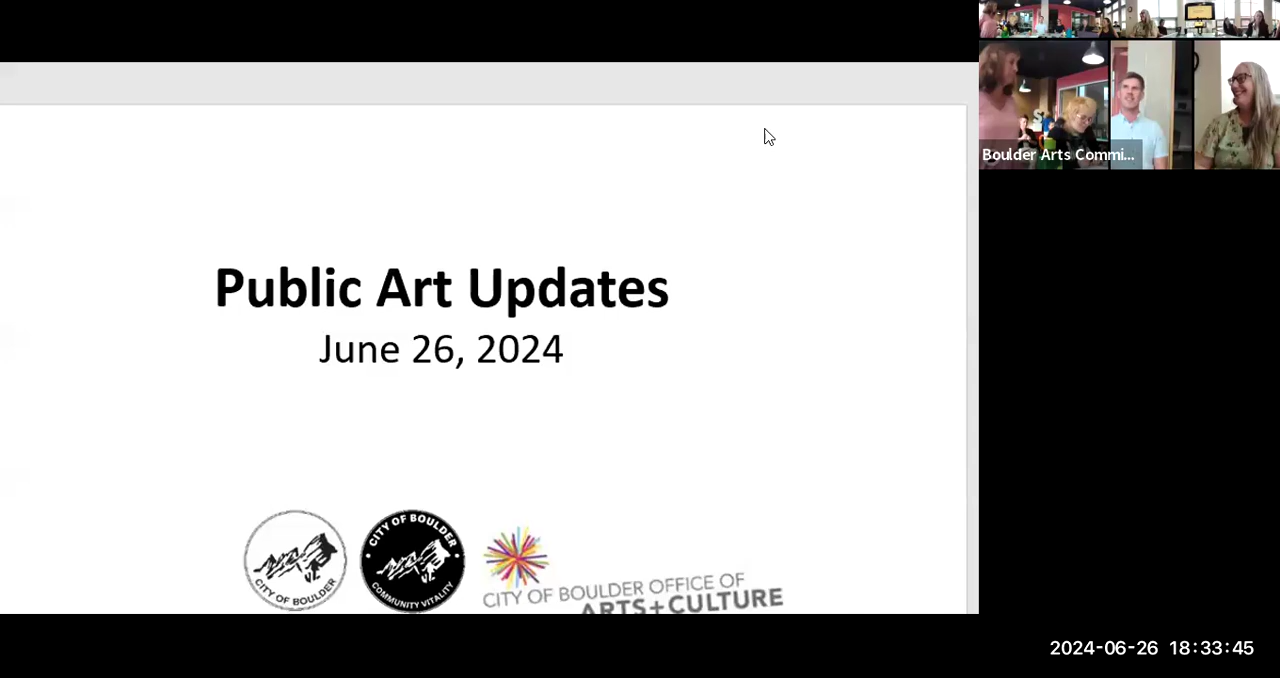 Boulder Arts Commi...
Public Art Updates
June 26, 2024
CITY OF BOULDER
CITY OF BOULDER
COMMUNITY VITALITY
CITY OF BOULDER OFFICE OF
ARTS+CULTURE
2024-06-26 18:33:45